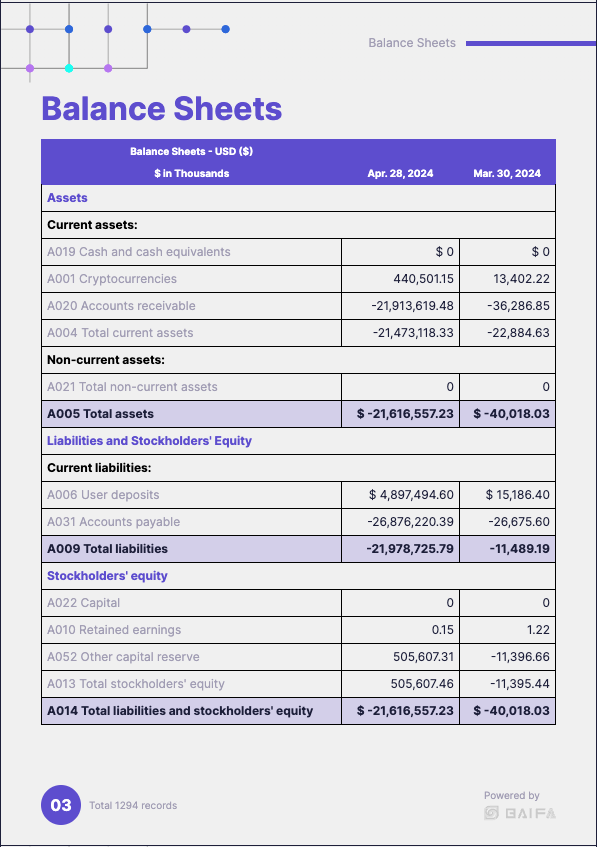 Balance Sheets
Balance Sheets
Balance Sheets - USD ($)
$ in Thousands Apr. 28, 2024 Mar. 30, 2024
Assets
Current assets:
A019 Cash and cash equivalents $ 0 $ 0
A001 Cryptocurrencies 440,501.15 13,402.22
A020 Accounts receivable -21,913,619.48 -36,286.85
A004 Total current assets -21,473,118.33 -22,884.63
Non-current assets:
A021 Total non-current assets 0 0
A005 Total assets $ -21,616,557.23 $ -40,018.03
Liabilities and Stockholders' Equity
Current liabilities:
A006 User deposits $ 4,897,494.60 $ 15,186.40
A031 Accounts payable -26,876,220.39 -26,675.60
A009 Total liabilities -21,978,725.79 -11,489.19
Stockholders' equity
A022 Capital 0 0
A010 Retained earnings 0.15 1.22
A052 Other capital reserve 505,607.31 -11,396.66
A013 Total stockholders' equity 505,607.46 -11,395.44
A014 Total liabilities and stockholders' equity $ -21,616,557.23 $ -40,018.03
03 Total 1294 records
Powered by
BAIFA